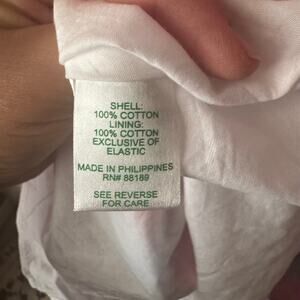 SHELL:
100% COTTON
LINING:
100% COTTON
EXCLUSIVE OF
ELASTIC
MADE IN PHILIPPINES
RN# 88189
SEE REVERSE
FOR CARE